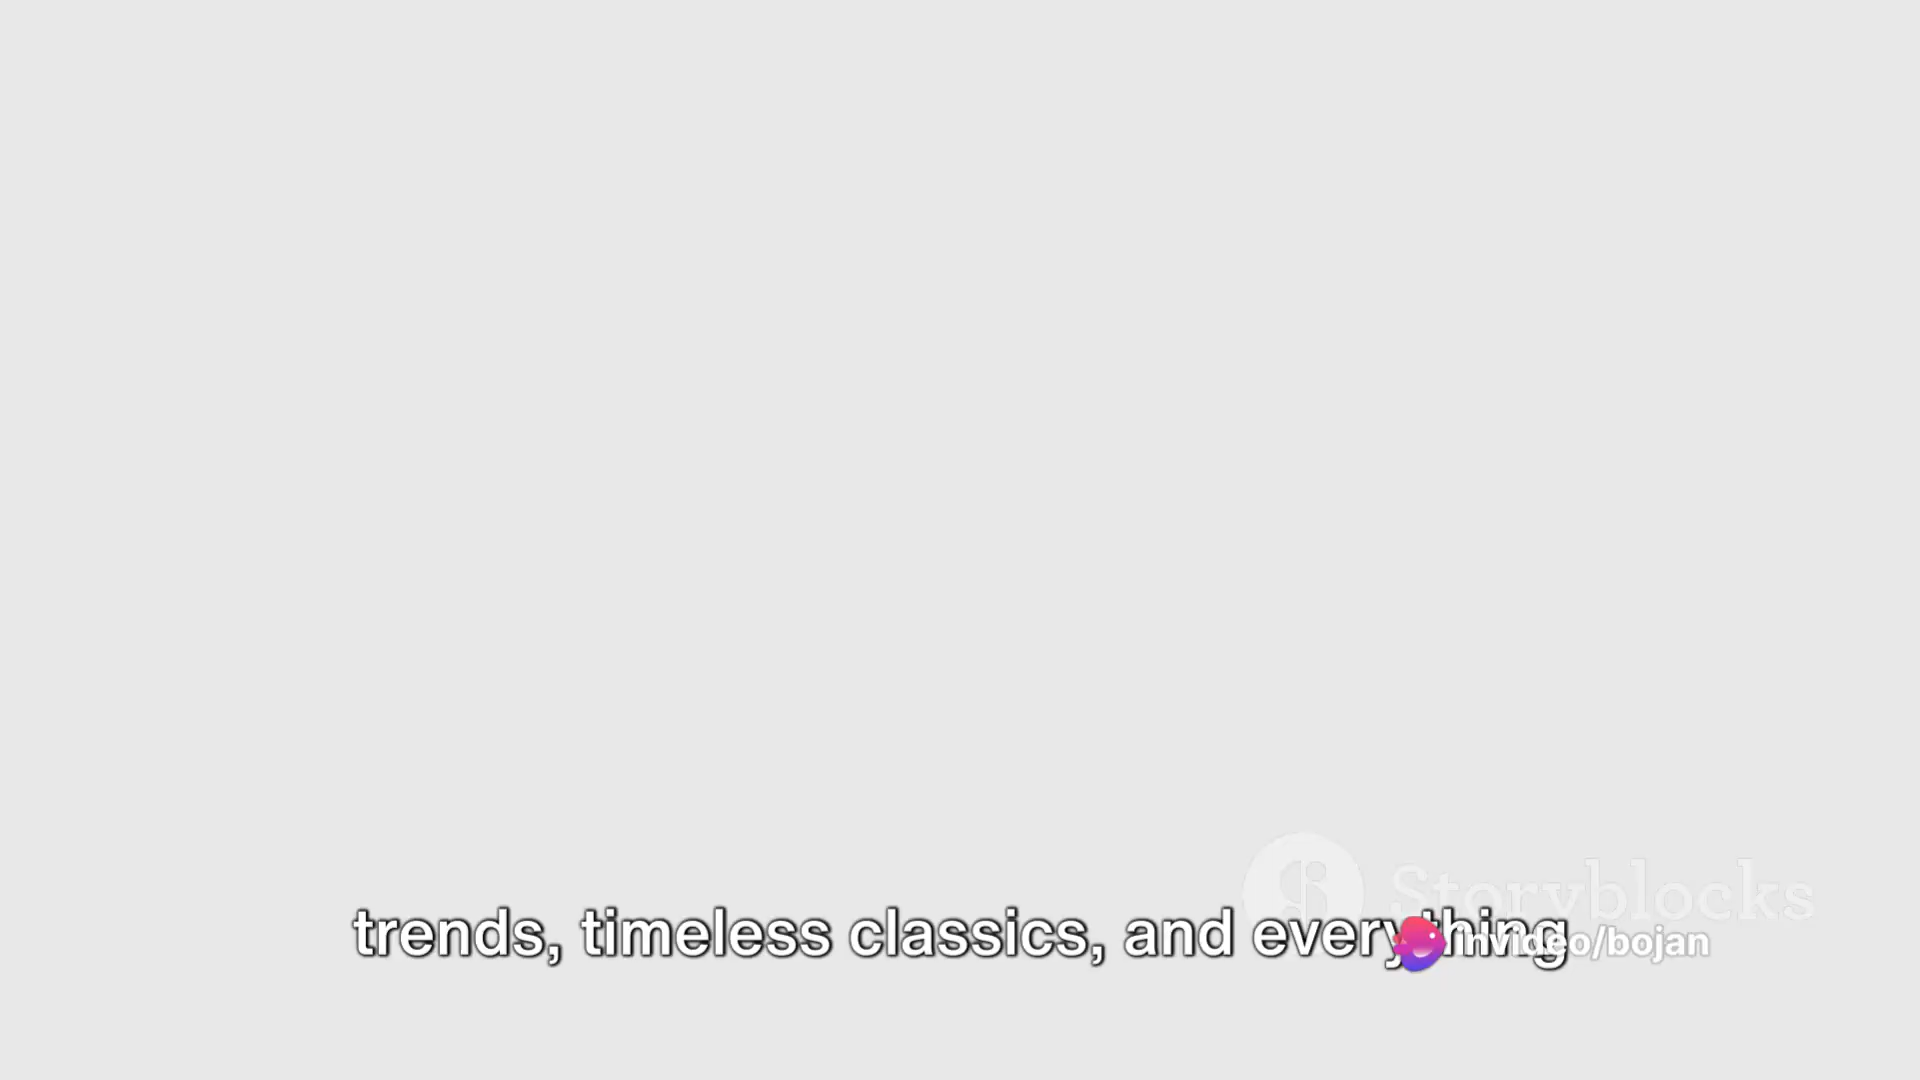 Storyblocks
trends, timeless classics, and everything
invideo/bojan